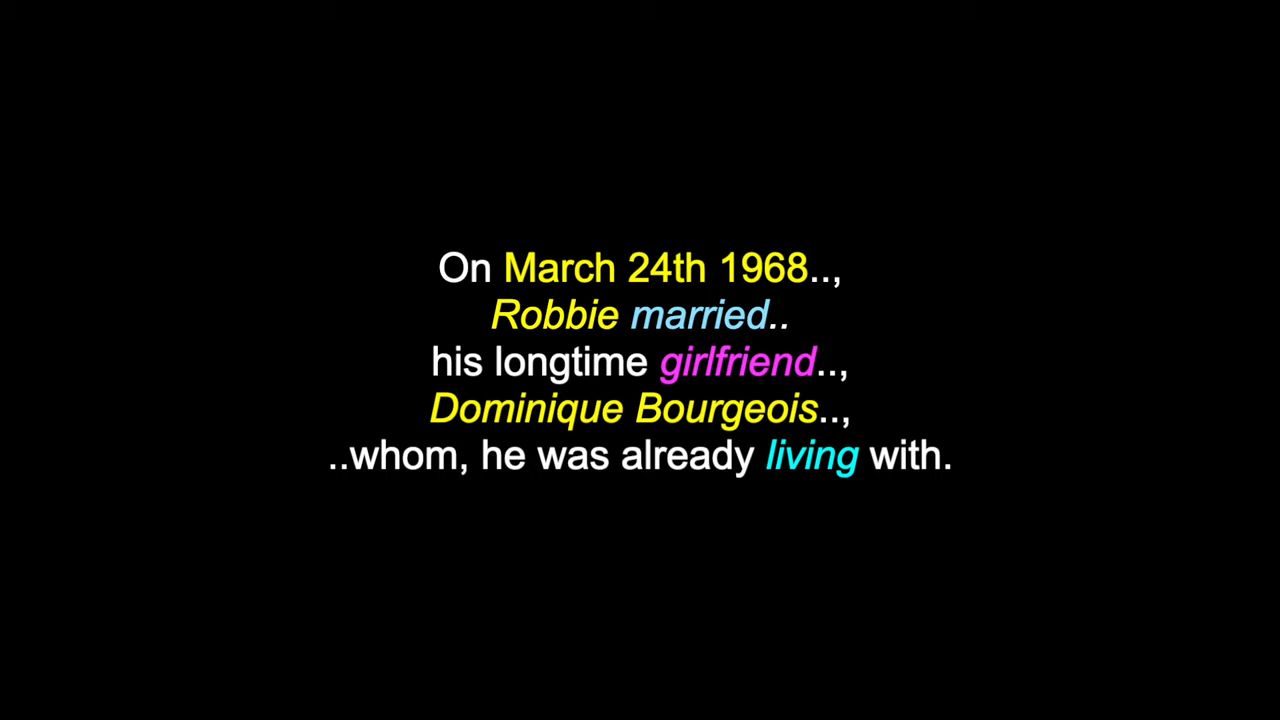 On March 24th 1968..,
Robbie married..
his longtime girlfriend..,
Dominique Bourgeois..,
..whom, he was already living with.